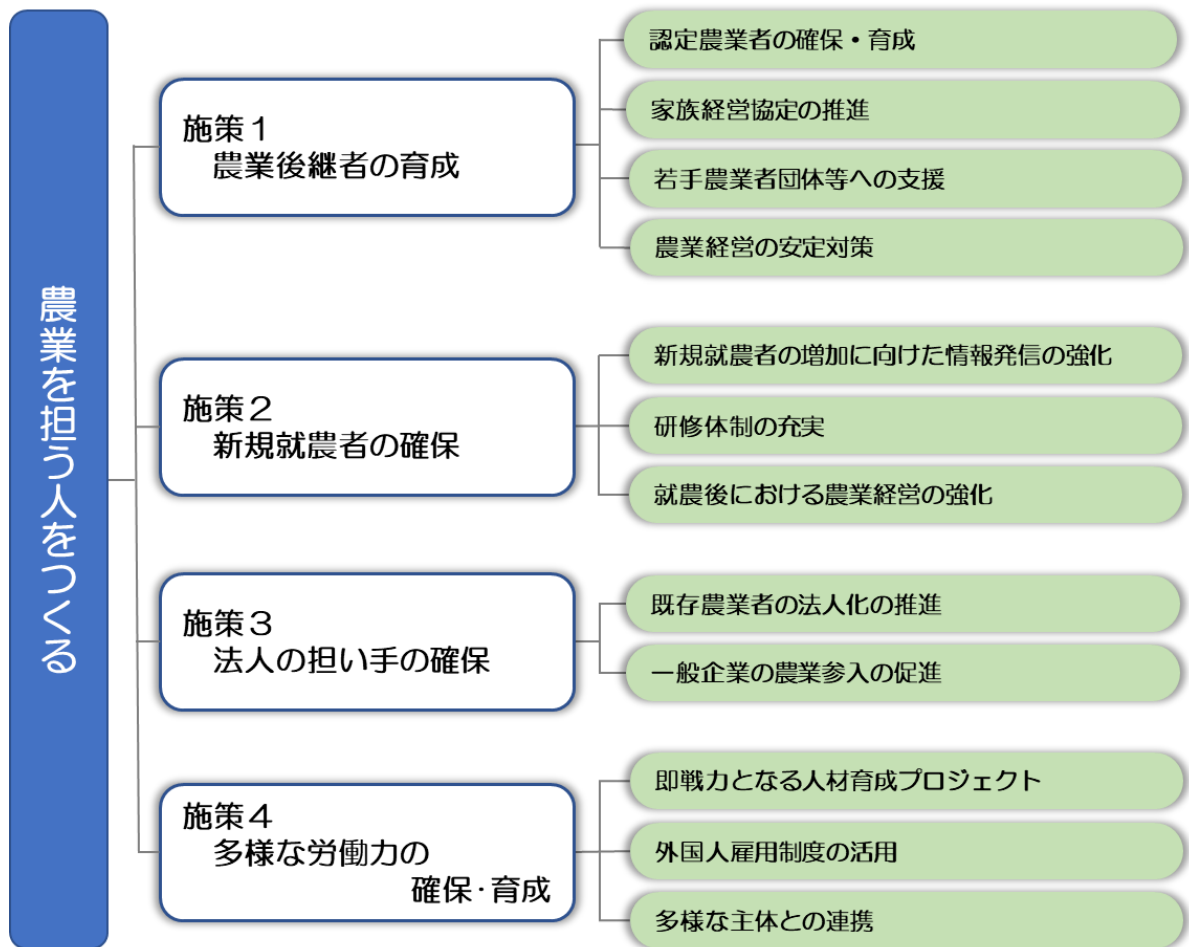 農業を担う人をつくる
施策１
農業後継者の育成
認定農業者の確保・育成
家族経営協定の推進
若手農業者団体等への支援
農業経営の安定対策
施策２
新規就農者の確保
新規就農者の増加に向けた情報発信の強化
研修体制の充実
就農後における農業経営の強化
施策３
法人の担い手の確保
既存農業者の法人化の推進
一般企業の農業参入の促進
施策４
多様な労働力の
確保･育成
即戦力となる人材育成プロジェクト
外国人雇用制度の活用
多様な主体との連携